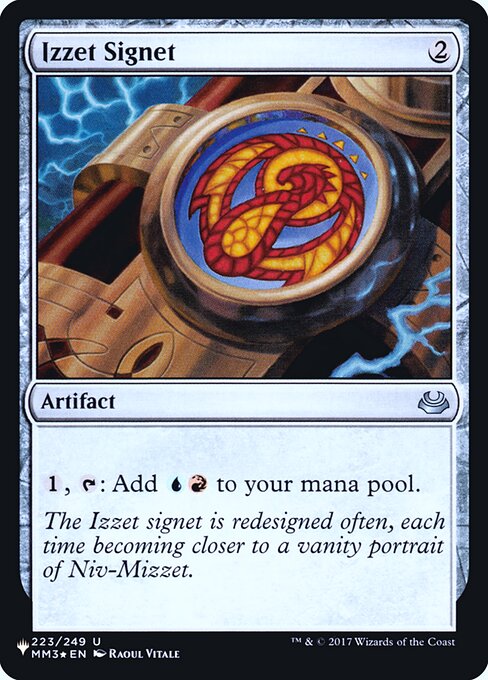 Izzet Signet 2
Artifact
1, : Add to your mana pool.
The Izzet signet is redesigned often, each
time becoming closer to a vanity portrait
of Niv-Mizzet.
223/249 U
MM3★EN Raoul Vitale
™ & © 2017 Wizards of the Coast